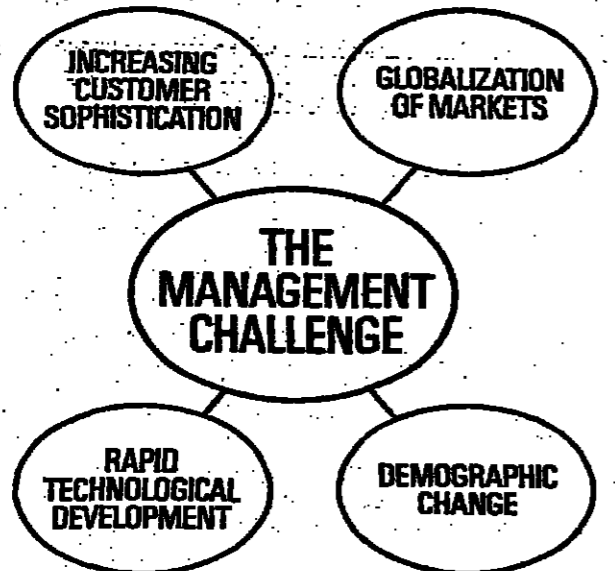 INCREASING
CUSTOMER
SOPHISTICATION
GLOBALIZATION
OF MARKETS
THE
MANAGEMENT
CHALLENGE
RAPID
TECHNOLOGICAL
DEVELOPMENT
DEMOGRAPHIC
CHANGE